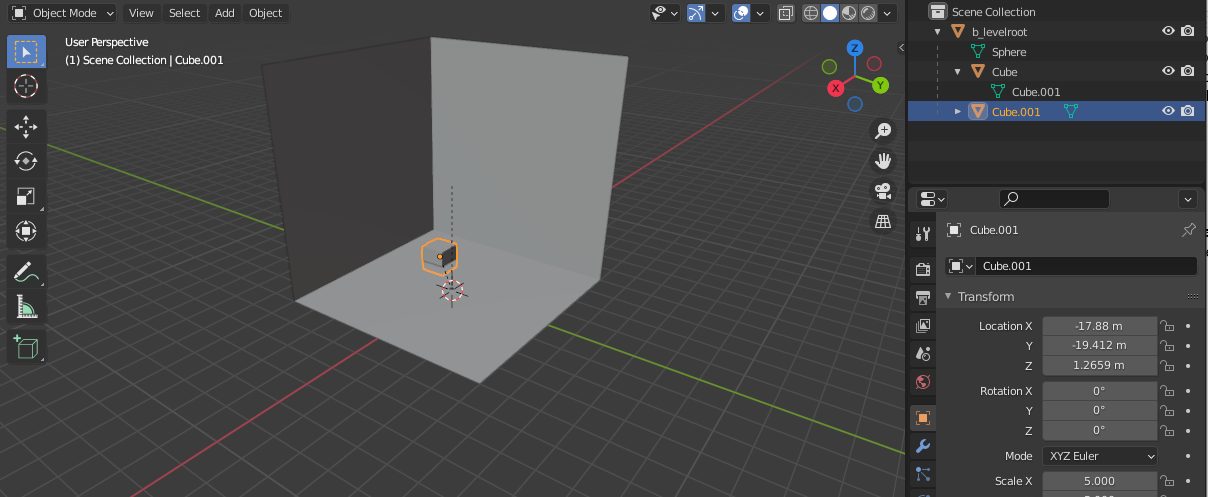 Object Mode View Select Add Object
User Perspective
(1) Scene Collection | Cube.001
Z
X
Y
Scene Collection
b_levelroot
Sphere
Cube
Cube.001
Cube.001
Cube.001
Cube.001
Transform
Location X -17.88 m
Y -19.412 m
Z 1.2659 m
Rotation X 0°
Y 0°
Z 0°
Mode XYZ Euler
Scale X 5.000